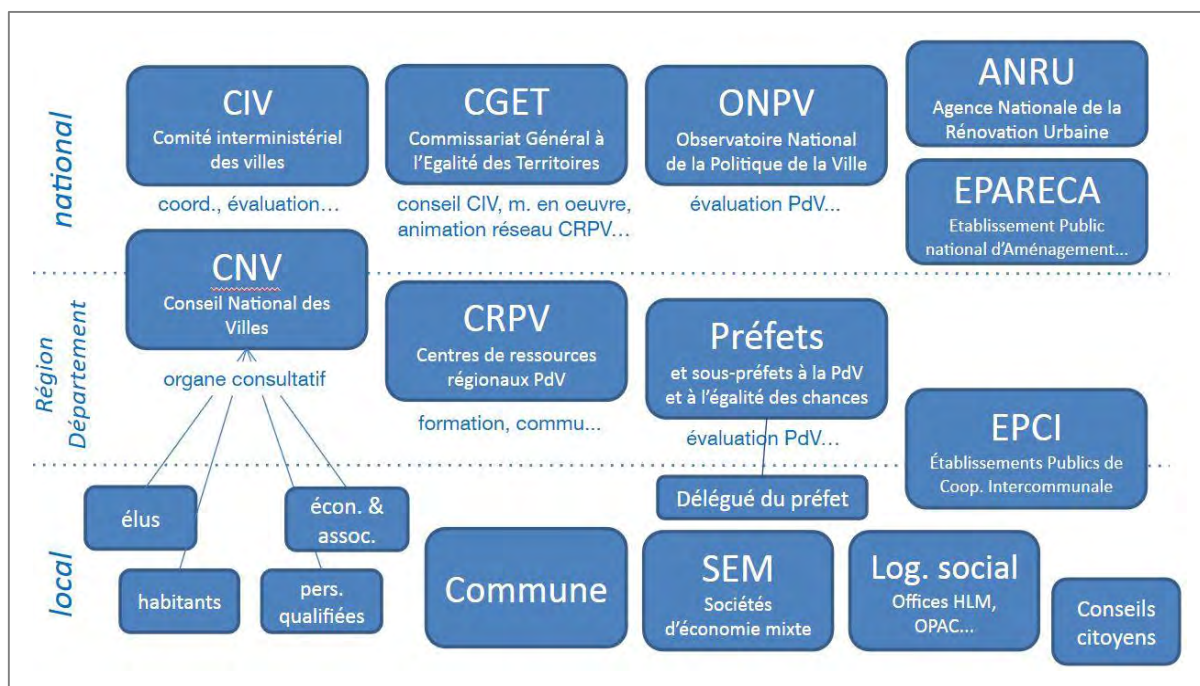 national
CIV
Comité interministériel
des villes
coord., évaluation…
CGET
Commissariat Général à
l'Egalité des Territoires
conseil CIV, m. en oeuvre,
animation réseau CRPV…
ONPV
Observatoire National
de la Politique de la Ville
évaluation PdV...
ANRU
Agence Nationale de la
Rénovation Urbaine
EPARECA
Etablissement Public
national d'Aménagement...
Région
Département
CNV
Conseil National des
Villes
organe consultatif
CRPV
Centres de ressources
régionaux PdV
formation, commu...
Préfets
et sous-préfets à la PdV
et à l'égalité des chances
évaluation PdV…
EPCI
Établissements Publics de
Coop. Intercommunale
local
élus
habitants
écon. &
assoc.
pers.
qualifiées
Délégué du préfet
Commune
SEM
Sociétés
d'économie mixte
Log. social
Offices HLM,
OPAC...
Conseils
citoyens